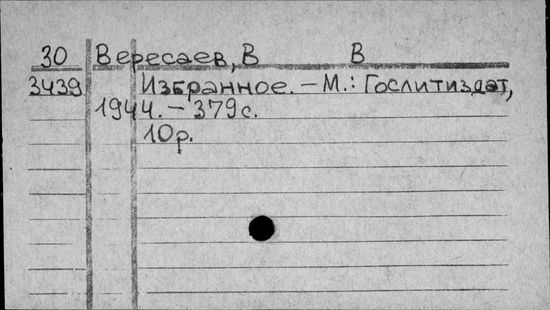 30 Вересаев, В В
3439 Избранное. – М.: Гослитиздат,
1944. – 379с.
10р.